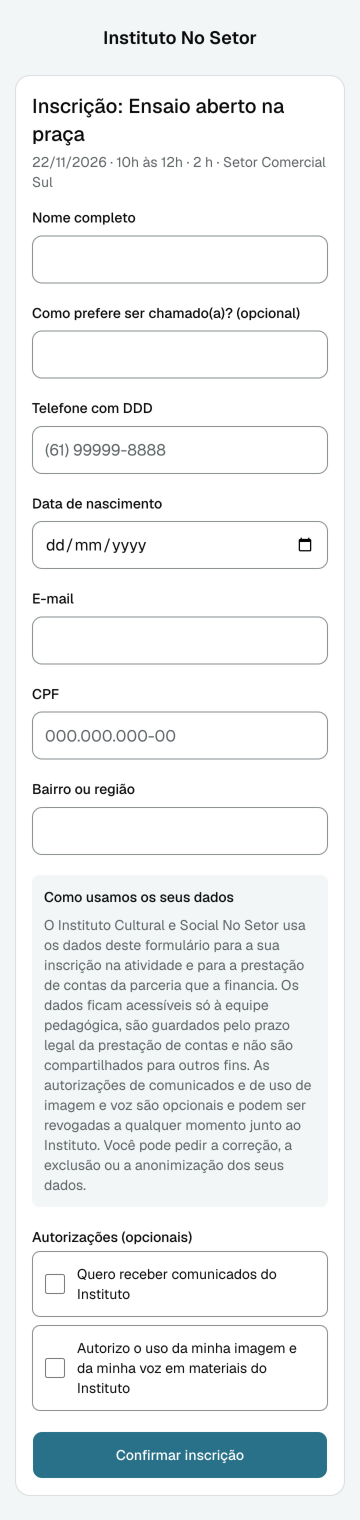 Instituto No Setor
Inscrição: Ensaio aberto na
praça
22/11/2026 · 10h às 12h · 2 h · Setor Comercial
Sul
Nome completo
Como prefere ser chamado(a)? (opcional)
Telefone com DDD
(61) 99999-8888
Data de nascimento
dd/mm/yyyy
E-mail
CPF
000.000.000-00
Bairro ou região
Como usamos os seus dados
O Instituto Cultural e Social No Setor usa
os dados deste formulário para a sua
inscrição na atividade e para a prestação
de contas da parceria que a financia. Os
dados ficam acessíveis só à equipe
pedagógica, são guardados pelo prazo
legal da prestação de contas e não são
compartilhados para outros fins. As
autorizações de comunicados e de uso de
imagem e voz são opcionais e podem ser
revogadas a qualquer momento junto ao
Instituto. Você pode pedir a correção, a
exclusão ou a anonimização dos seus
dados.
Autorizações (opcionais)
Quero receber comunicados do
Instituto
Autorizo o uso da minha imagem e
da minha voz em materiais do
Instituto
Confirmar inscrição